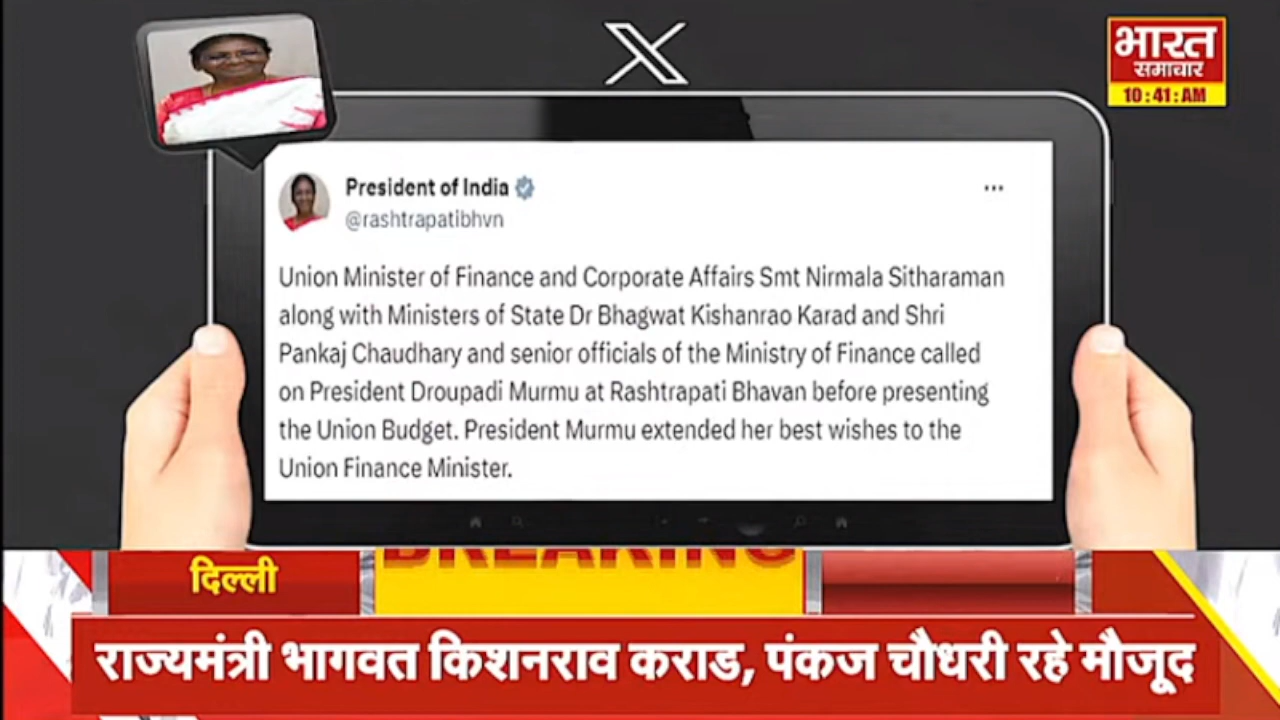 भारत
समाचार
10:41:AM
President of India
@rashtrapatibhvn
Union Minister of Finance and Corporate Affairs Smt Nirmala Sitharaman
along with Ministers of State Dr Bhagwat Kishanrao Karad and Shri
Pankaj Chaudhary and senior officials of the Ministry of Finance called
on President Droupadi Murmu at Rashtrapati Bhavan before presenting
the Union Budget. President Murmu extended her best wishes to the
Union Finance Minister.
दिल्ली
BREAKING
राज्यमंत्री भागवत किशनराव कराड, पंकज चौधरी रहे मौजूद